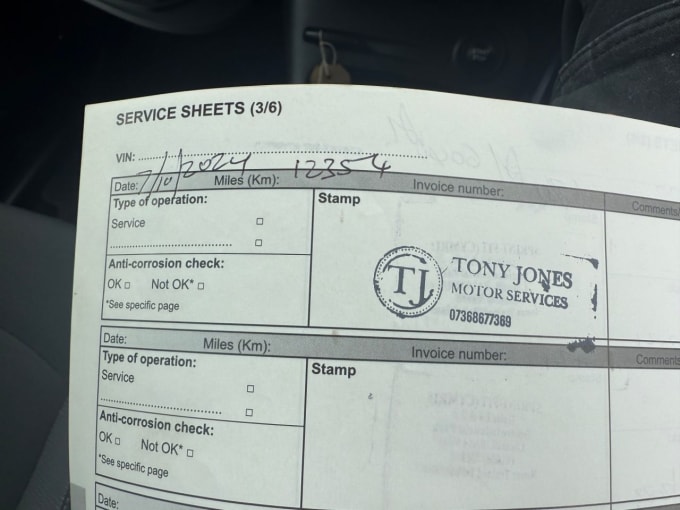 SERVICE SHEETS (3/6)
VIN: ........................................
7/10/2024 12354
Date: Miles (Km): Invoice number: Comments/
Type of operation:
Service □
........................................ □
Anti-corrosion check:
OK □ Not OK* □
*See specific page
Stamp
TJ
TONY JONES
MOTOR SERVICES
07368677369
Date: Miles (Km): Invoice number: Comments
Type of operation:
Service □
........................................ □
Anti-corrosion check:
OK □ Not OK* □
*See specific page
Stamp
Date: